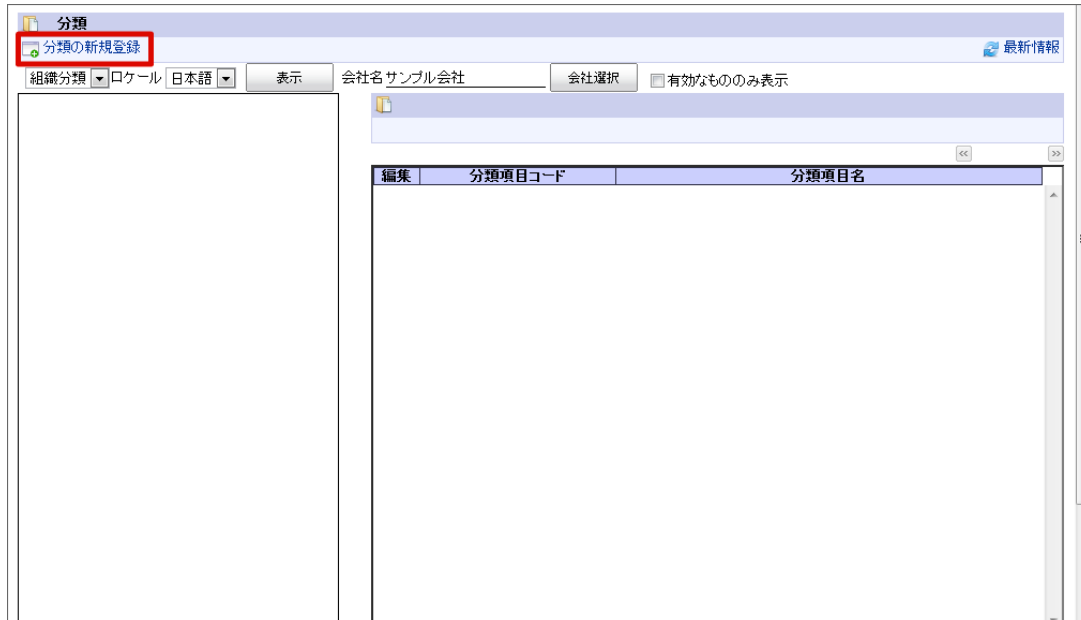 分類
分類の新規登録 最新情報
組織分類 ロケール 日本語 表示 会社名 サンプル会社 会社選択 有効なもののみ表示
<< >>
編集 分類項目コード 分類項目名